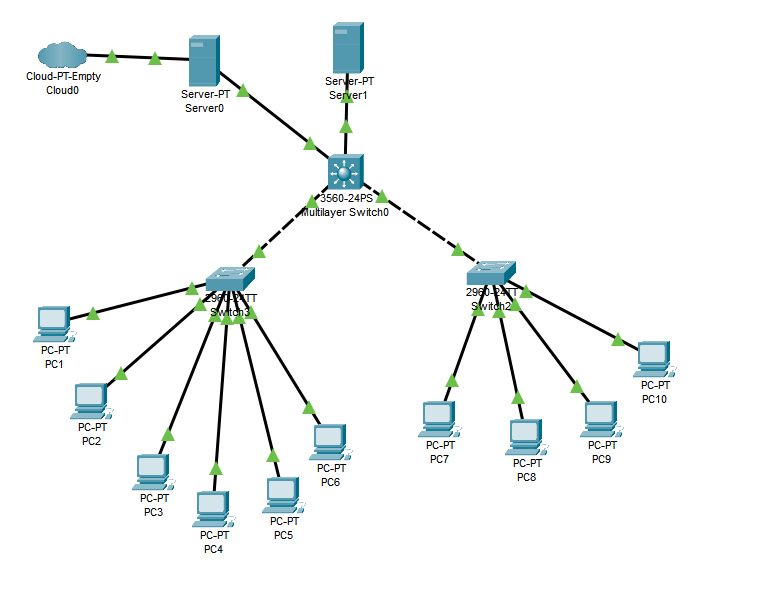 Cloud-PT-Empty
Cloud0
Server-PT
Server0
Server-PT
Server1
3560-24PS
Multilayer Switch0
2960-24TT
Switch3
2960-24TT
Switch2
PC-PT
PC1
PC-PT
PC2
PC-PT
PC3
PC-PT
PC4
PC-PT
PC5
PC-PT
PC6
PC-PT
PC7
PC-PT
PC8
PC-PT
PC9
PC-PT
PC10